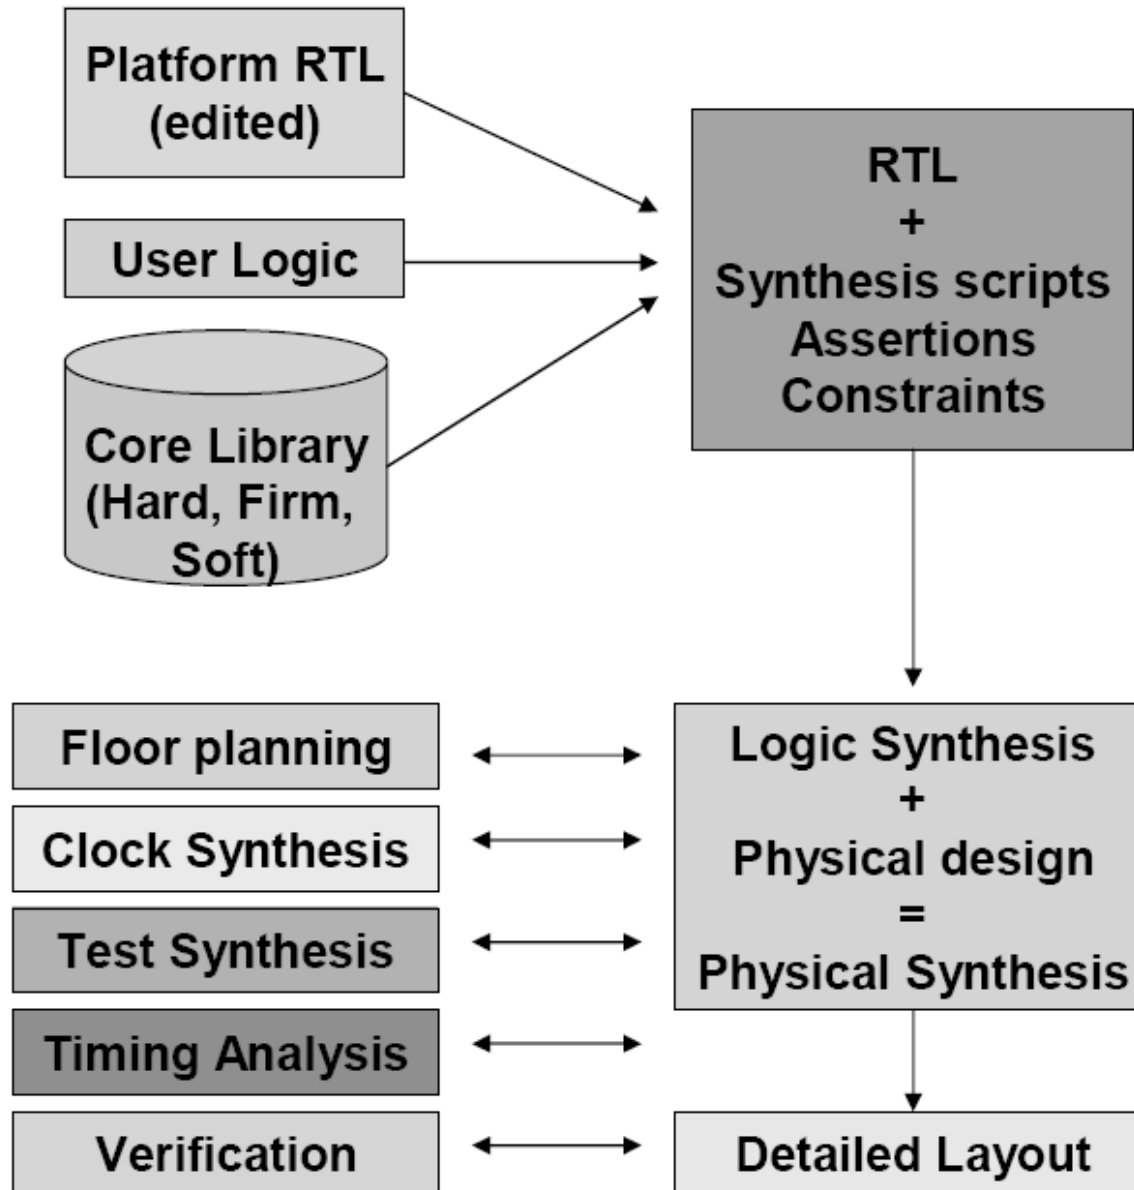 Platform RTL
(edited)
User Logic
Core Library
(Hard, Firm,
Soft)
RTL
+
Synthesis scripts
Assertions
Constraints
Floor planning
Clock Synthesis
Test Synthesis
Timing Analysis
Verification
Logic Synthesis
+
Physical design
=
Physical Synthesis
Detailed Layout